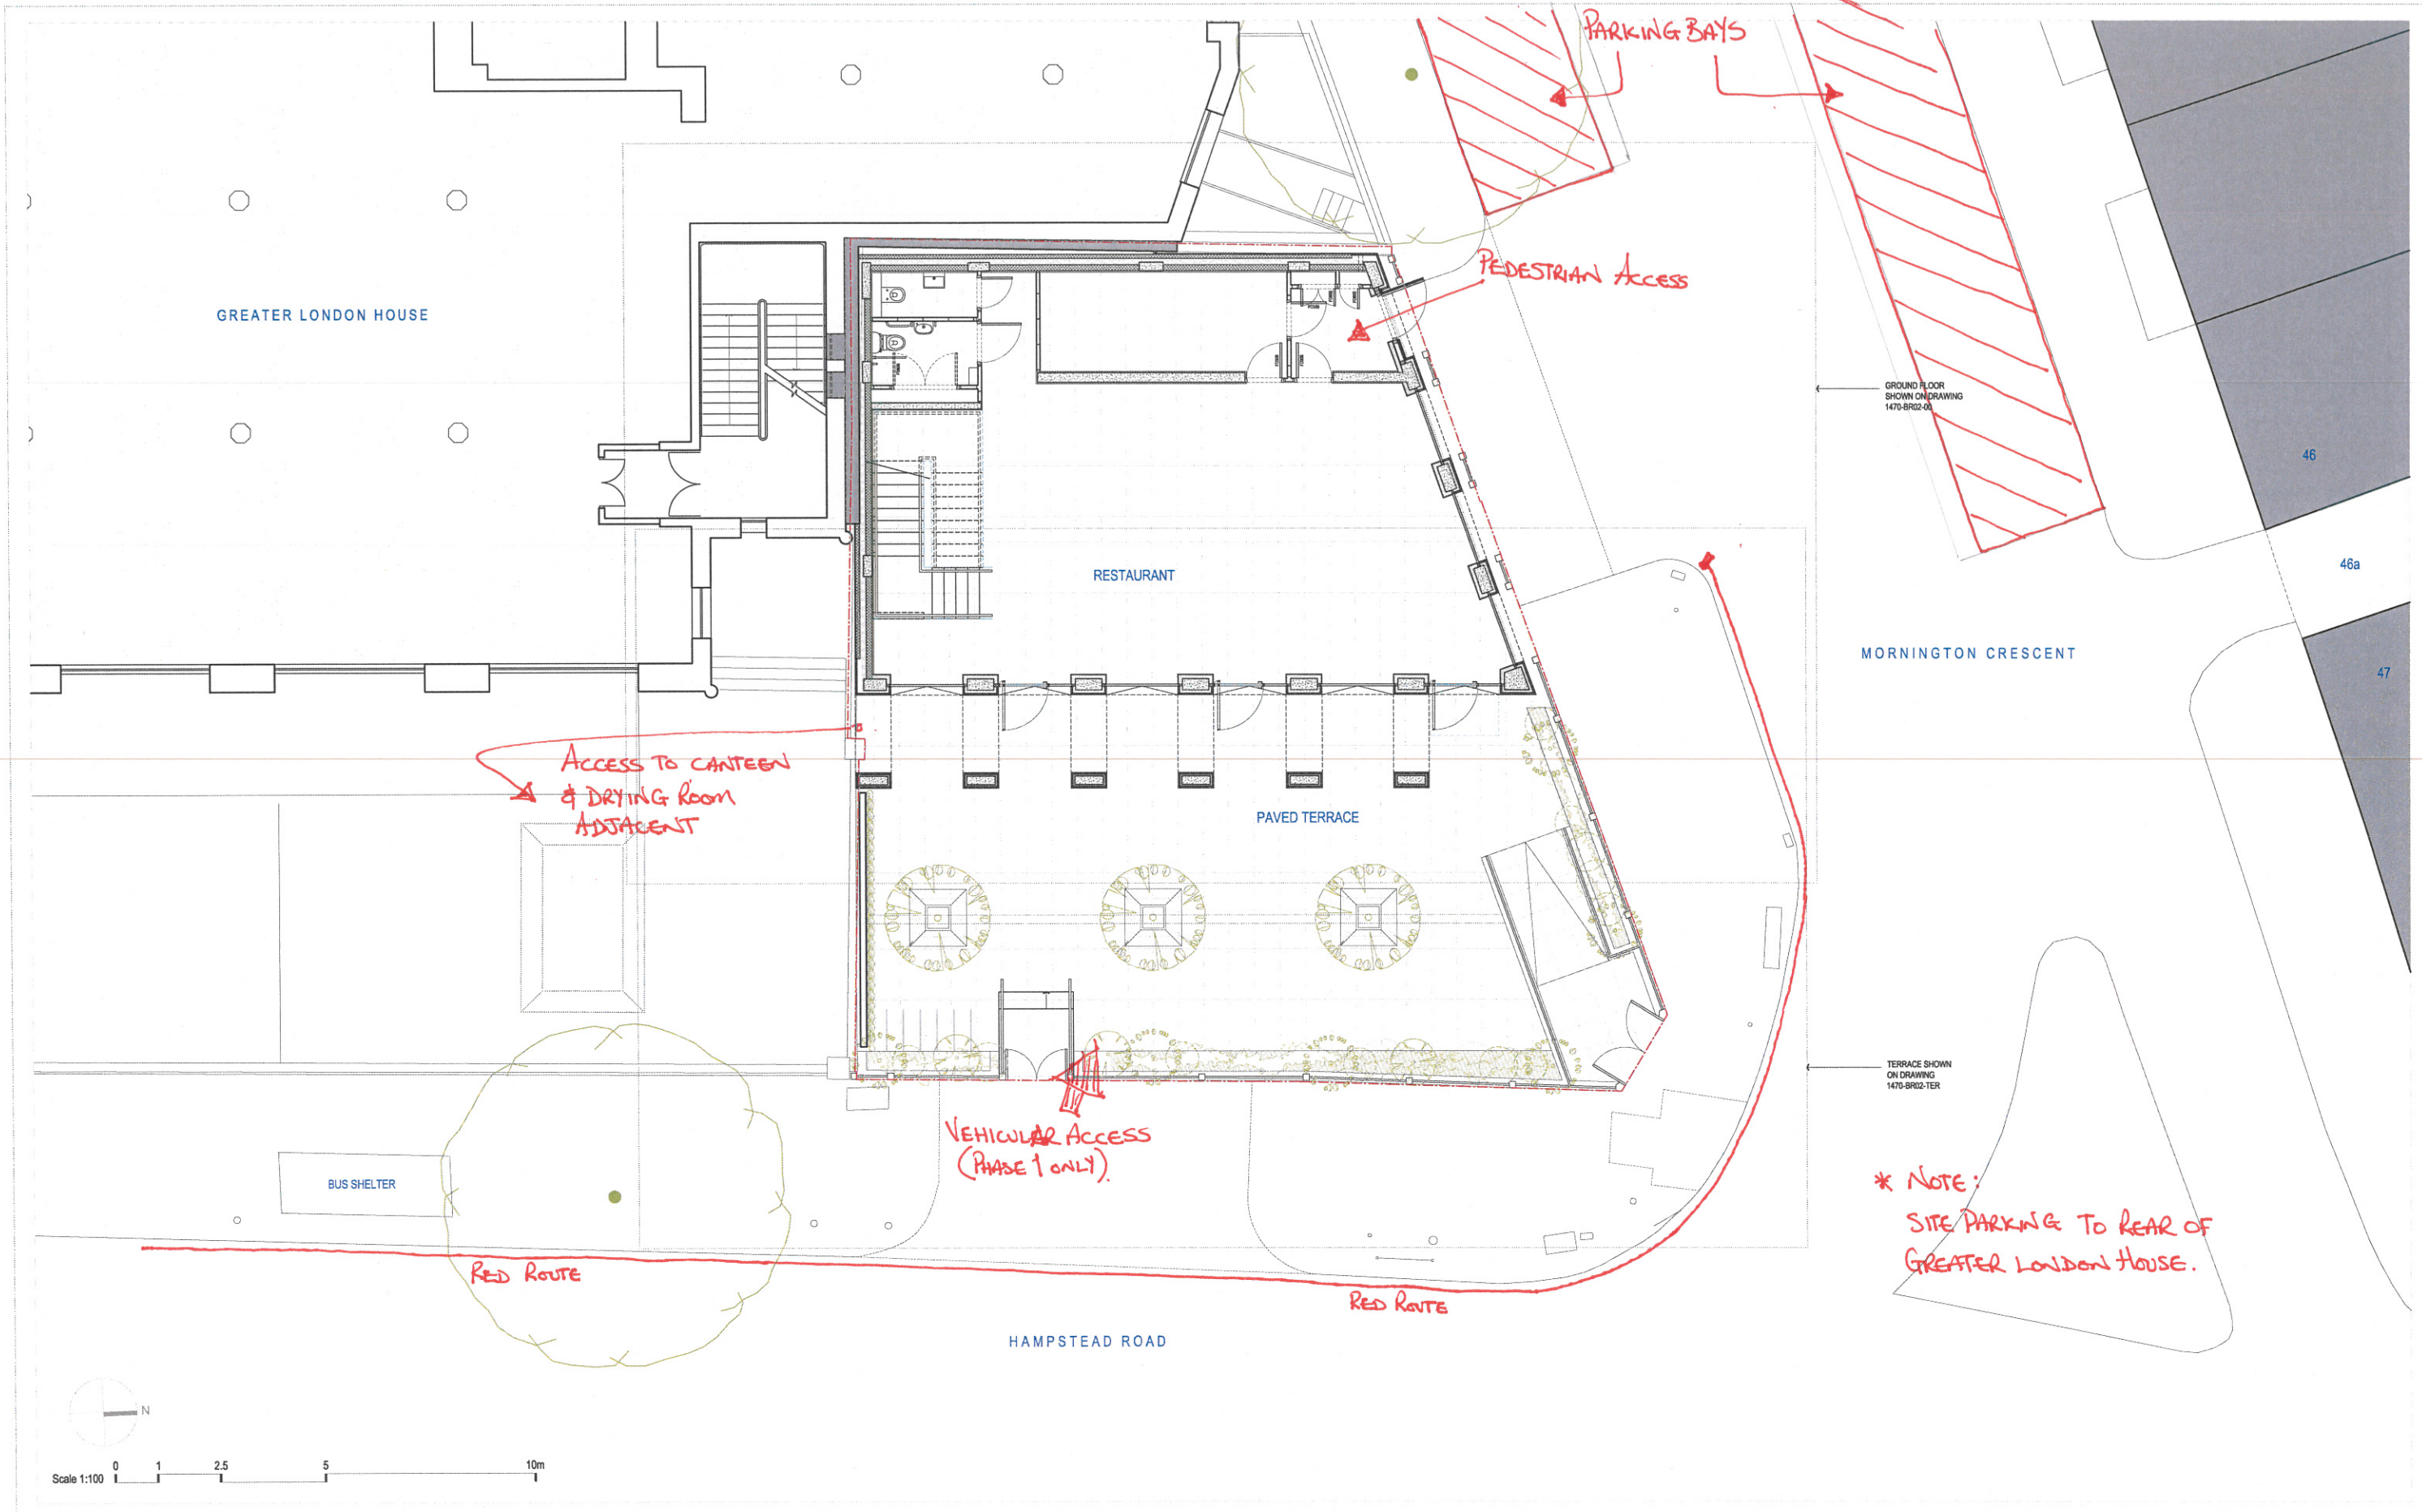 PARKING BAYS
PEDESTRIAN ACCESS
GREATER LONDON HOUSE
GROUND FLOOR
SHOWN ON DRAWING
1470-BR02-00
46
46a
RESTAURANT
MORNINGTON CRESCENT
47
ACCESS TO CANTEEN
& DRYING ROOM
ADJACENT
PAVED TERRACE
TERRACE SHOWN
ON DRAWING
1470-BR02-TER
VEHICULAR ACCESS
(PHASE 1 ONLY).
BUS SHELTER
* NOTE:
SITE PARKING TO REAR OF
GREATER LONDON HOUSE.
RED ROUTE
RED ROUTE
HAMPSTEAD ROAD
N
Scale 1:100 0 1 2.5 5 10m